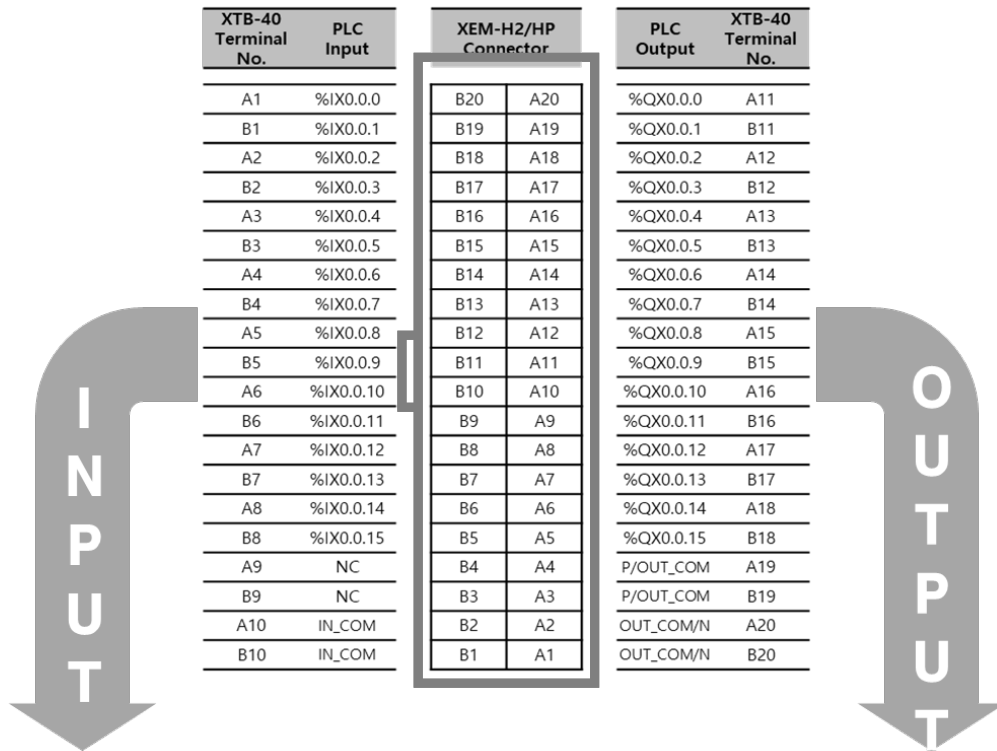 XTB-40 Terminal No. PLC Input XEM-H2/HP Connector PLC Output XTB-40 Terminal No.
A1 %IX0.0.0 B20 A20 %QX0.0.0 A11
B1 %IX0.0.1 B19 A19 %QX0.0.1 B11
A2 %IX0.0.2 B18 A18 %QX0.0.2 A12
B2 %IX0.0.3 B17 A17 %QX0.0.3 B12
A3 %IX0.0.4 B16 A16 %QX0.0.4 A13
B3 %IX0.0.5 B15 A15 %QX0.0.5 B13
A4 %IX0.0.6 B14 A14 %QX0.0.6 A14
B4 %IX0.0.7 B13 A13 %QX0.0.7 B14
A5 %IX0.0.8 B12 A12 %QX0.0.8 A15
B5 %IX0.0.9 B11 A11 %QX0.0.9 B15
A6 %IX0.0.10 B10 A10 %QX0.0.10 A16
B6 %IX0.0.11 B9 A9 %QX0.0.11 B16
A7 %IX0.0.12 B8 A8 %QX0.0.12 A17
B7 %IX0.0.13 B7 A7 %QX0.0.13 B17
A8 %IX0.0.14 B6 A6 %QX0.0.14 A18
B8 %IX0.0.15 B5 A5 %QX0.0.15 B18
A9 NC B4 A4 P/OUT_COM A19
B9 NC B3 A3 P/OUT_COM B19
A10 IN_COM B2 A2 OUT_COM/N A20
B10 IN_COM B1 A1 OUT_COM/N B20
INPUT
OUTPUT